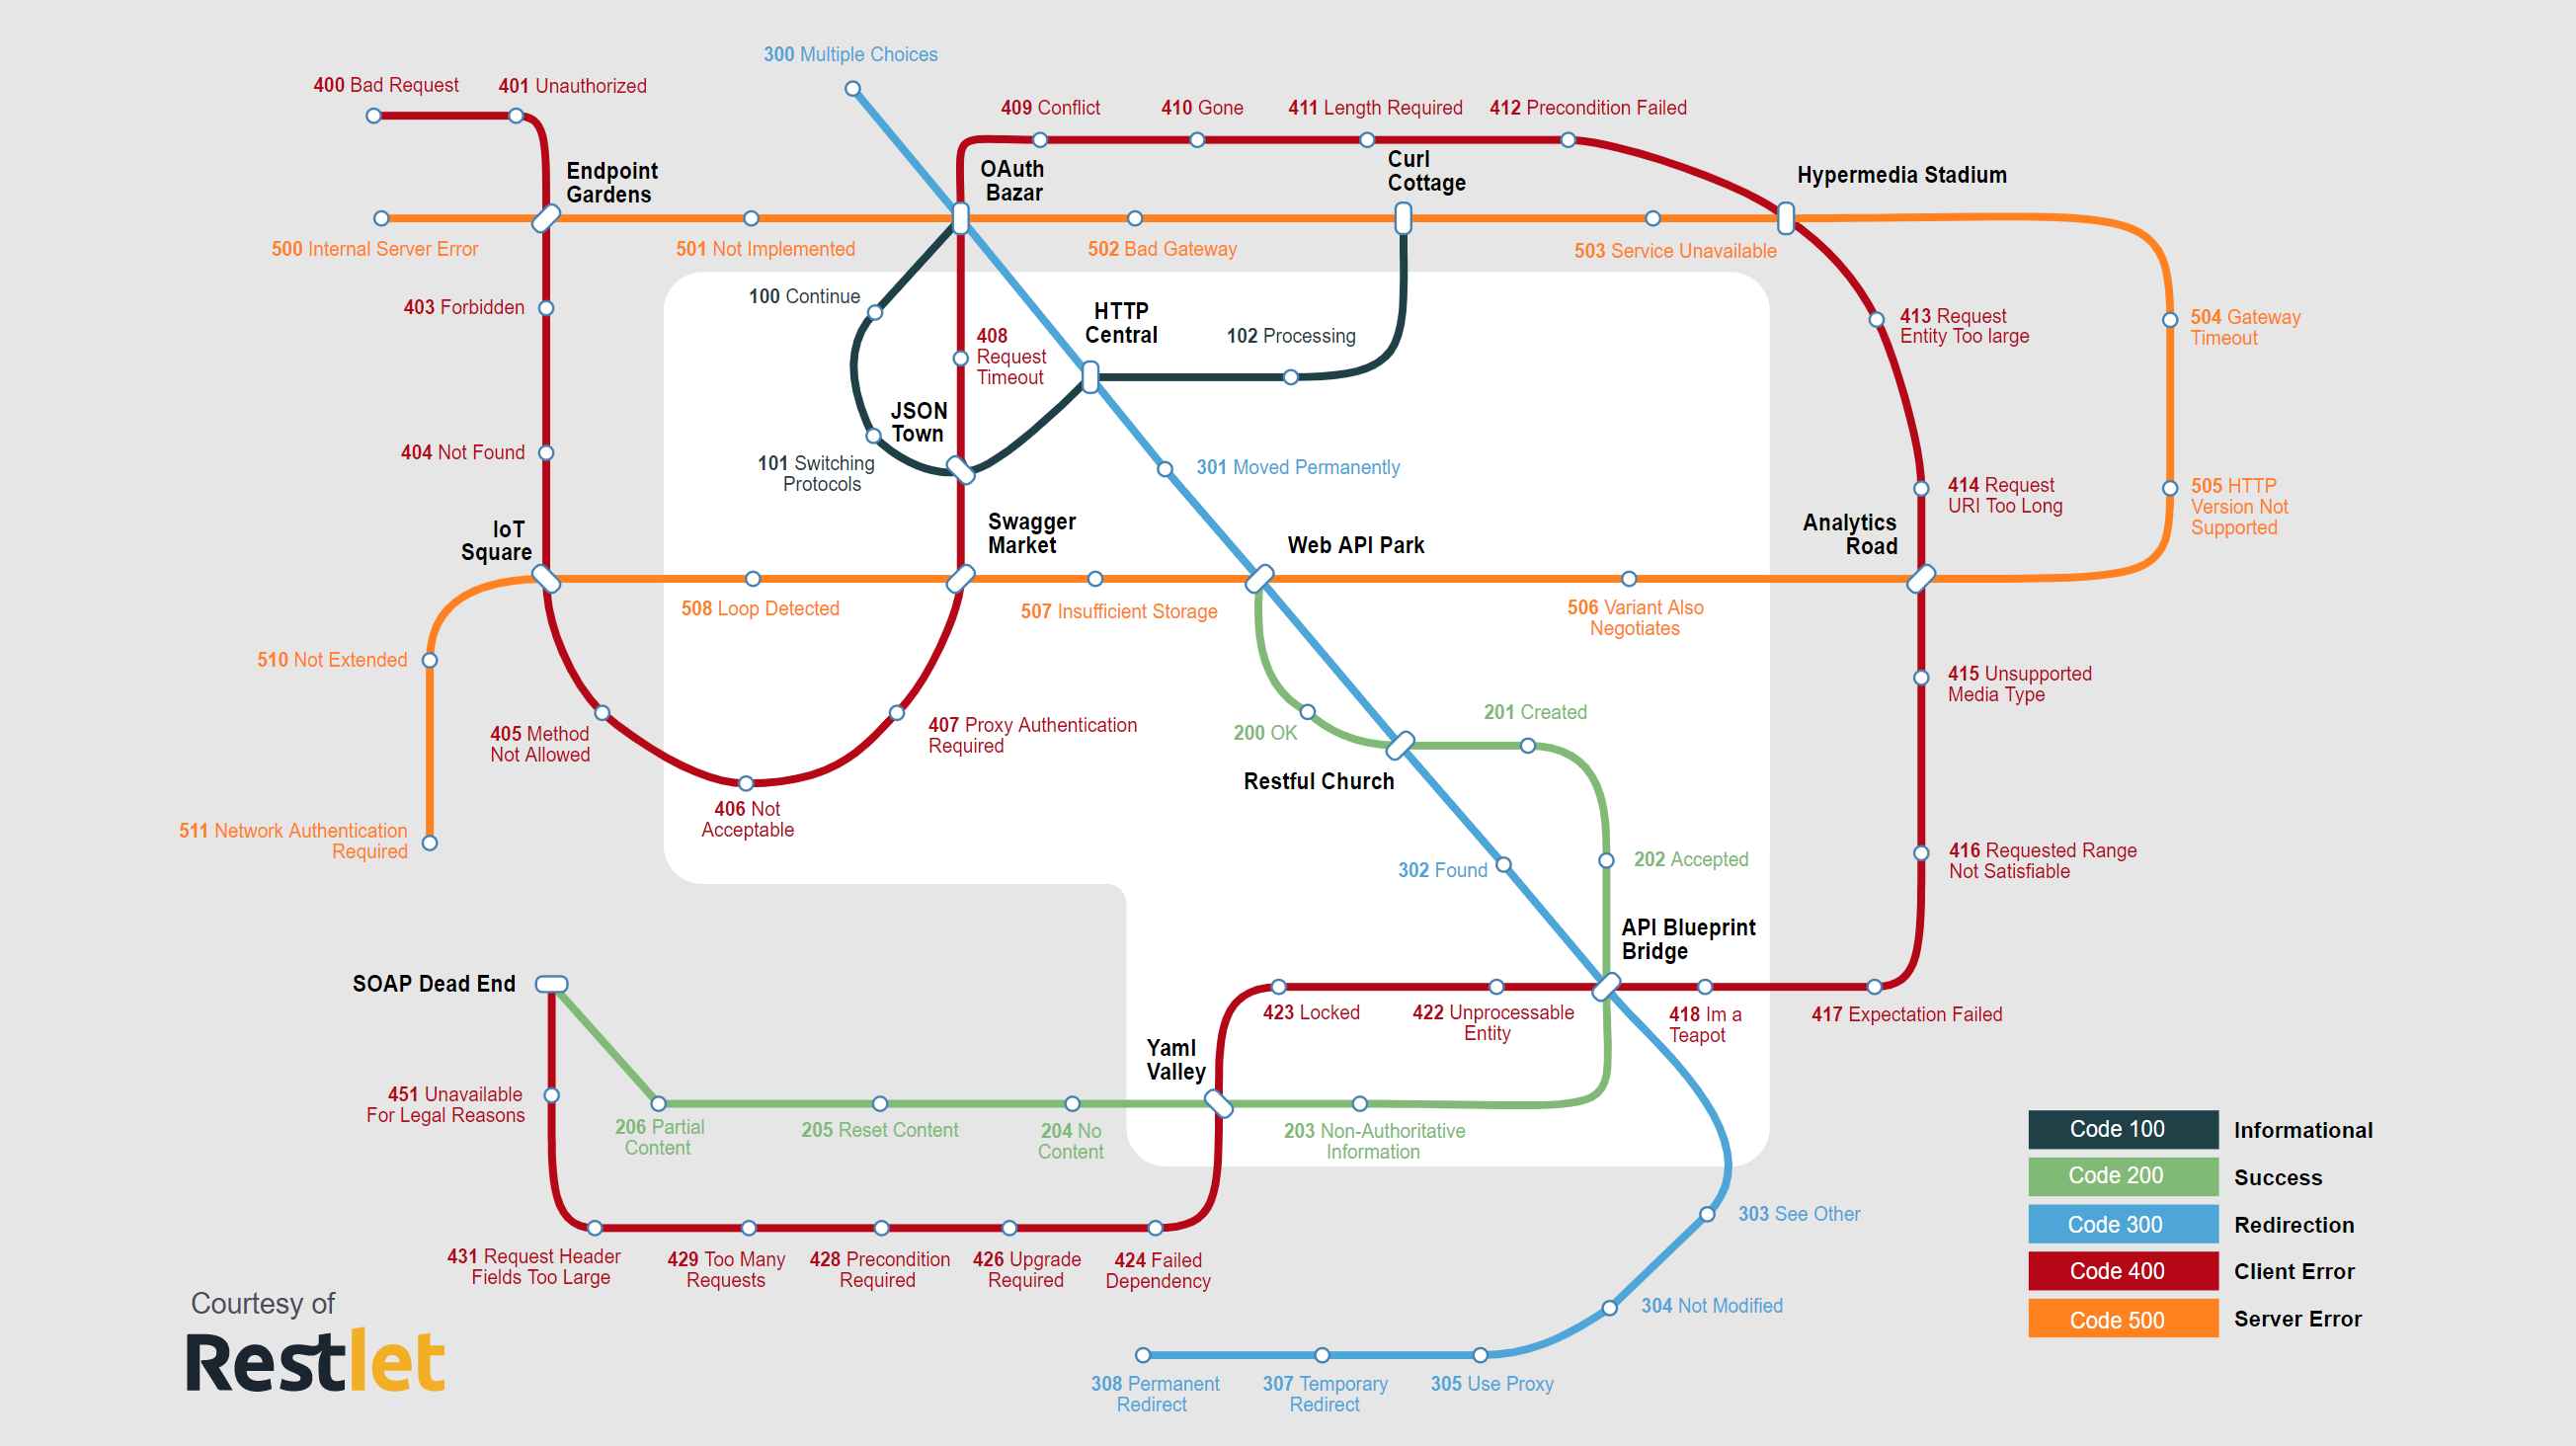 300 Multiple Choices
400 Bad Request
401 Unauthorized
409 Conflict
410 Gone
411 Length Required
412 Precondition Failed
Endpoint
Gardens
OAuth
Bazar
Curl
Cottage
Hypermedia Stadium
500 Internal Server Error
501 Not Implemented
502 Bad Gateway
503 Service Unavailable
403 Forbidden
100 Continue
408
Request
Timeout
HTTP
Central
102 Processing
413 Request
Entity Too large
504 Gateway
Timeout
404 Not Found
JSON
Town
101 Switching
Protocols
301 Moved Permanently
414 Request
URI Too Long
505 HTTP
Version Not
Supported
IoT
Square
Swagger
Market
Web API Park
Analytics
Road
508 Loop Detected
507 Insufficient Storage
506 Variant Also
Negotiates
510 Not Extended
405 Method
Not Allowed
407 Proxy Authentication
Required
200 OK
201 Created
415 Unsupported
Media Type
Restful Church
511 Network Authentication
Required
406 Not
Acceptable
302 Found
202 Accepted
416 Requested Range
Not Satisfiable
API Blueprint
Bridge
SOAP Dead End
423 Locked
422 Unprocessable
Entity
418 Im a
Teapot
417 Expectation Failed
Yaml
Valley
451 Unavailable
For Legal Reasons
206 Partial
Content
205 Reset Content
204 No
Content
203 Non-Authoritative
Information
431 Request Header
Fields Too Large
429 Too Many
Requests
428 Precondition
Required
426 Upgrade
Required
424 Failed
Dependency
303 See Other
304 Not Modified
308 Permanent
Redirect
307 Temporary
Redirect
305 Use Proxy
Code 100 Informational
Code 200 Success
Code 300 Redirection
Code 400 Client Error
Code 500 Server Error
Courtesy of
Restlet